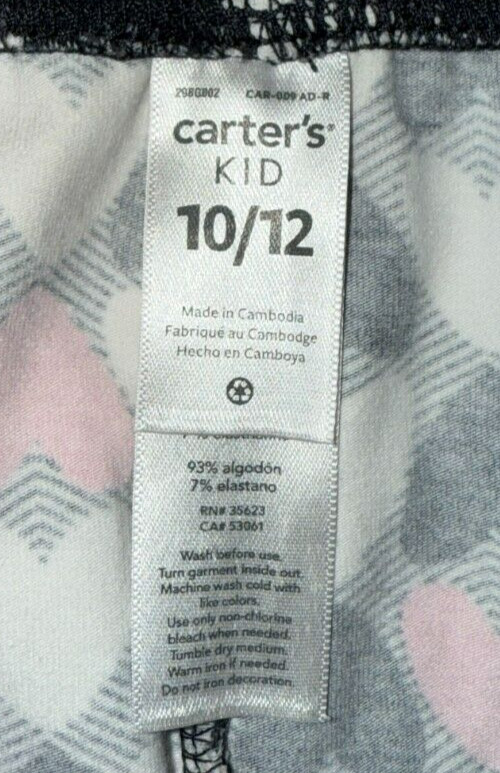 298G802 CAR-009 AD-R
carter's®
KID
10/12
Made in Cambodia
Fabriqué au Cambodge
Hecho en Camboya
93% algodón
7% elastano
RN# 35623
CA# 53061
Wash before use.
Turn garment inside out.
Machine wash cold with
like colors.
Use only non-chlorine
bleach when needed.
Tumble dry medium.
Warm iron if needed.
Do not iron decoration.